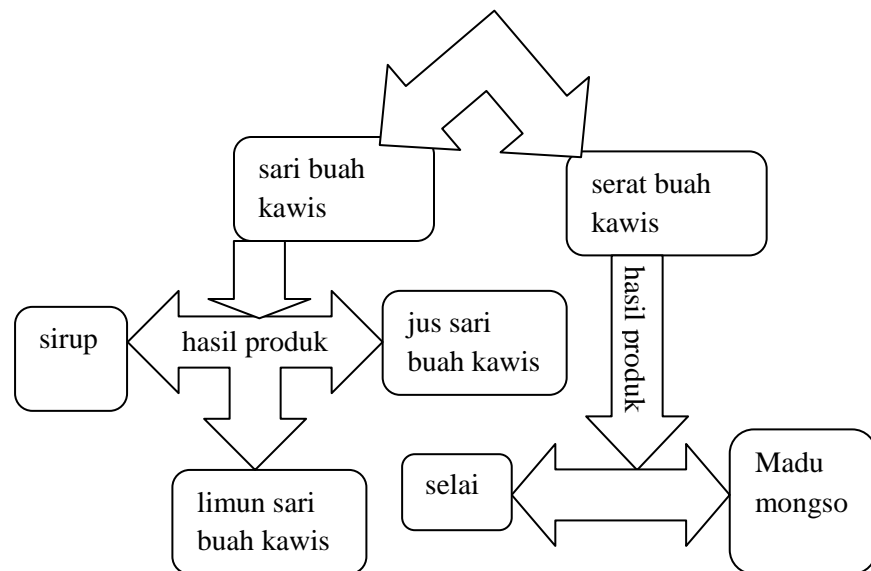 sari buah
kawis
serat buah
kawis
sirup
hasil produk
jus sari
buah kawis
hasil produk
limun sari
buah kawis
selai
Madu
mongso